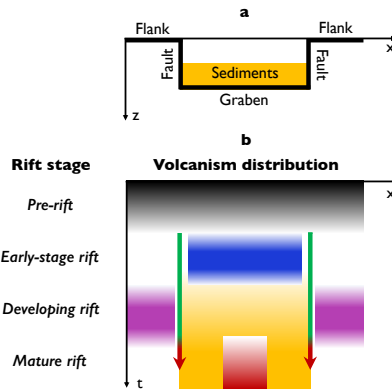 a
Flank
Flank
x
Fault
Fault
Sediments
Graben
z
b
Rift stage
Volcanism distribution
x
Pre-rift
Early-stage rift
Developing rift
Mature rift
t